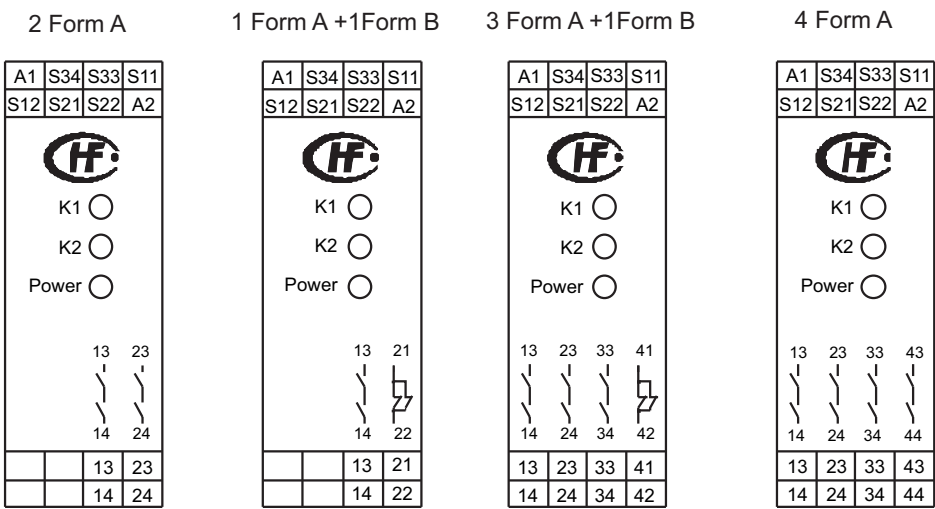 2 Form A
1 Form A +1Form B
3 Form A +1Form B
4 Form A
A1 S34 S33 S11
S12 S21 S22 A2
HF
K1
K2
Power
13 23
14 24
13 23
14 24
A1 S34 S33 S11
S12 S21 S22 A2
HF
K1
K2
Power
13 21
14 22
13 21
14 22
A1 S34 S33 S11
S12 S21 S22 A2
HF
K1
K2
Power
13 23 33 41
14 24 34 42
13 23 33 41
14 24 34 42
A1 S34 S33 S11
S12 S21 S22 A2
HF
K1
K2
Power
13 23 33 43
14 24 34 44
13 23 33 43
14 24 34 44